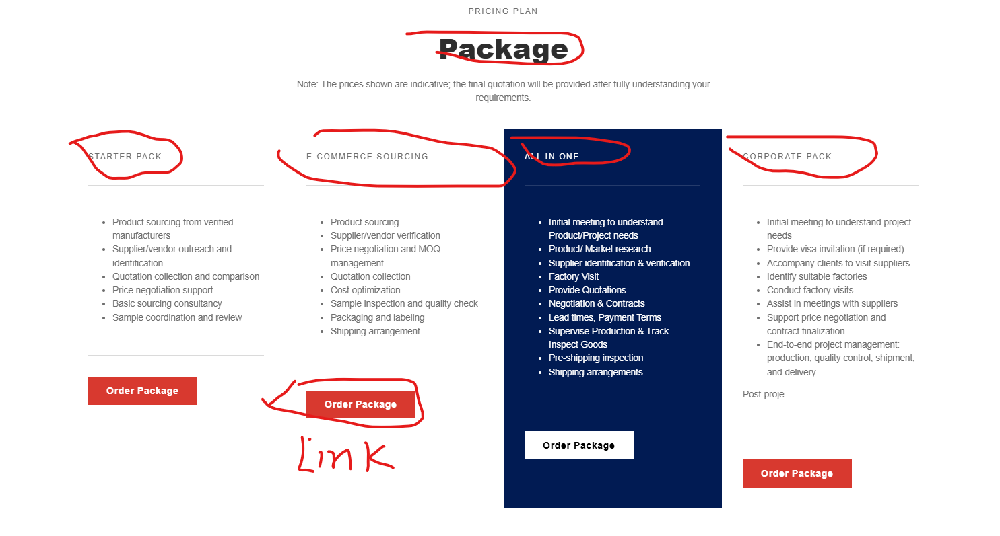 PRICING PLAN
Package
Note: The prices shown are indicative; the final quotation will be provided after fully understanding your
requirements.
STARTER PACK
Product sourcing from verified
manufacturers
Supplier/vendor outreach and
identification
Quotation collection and comparison
Price negotiation support
Basic sourcing consultancy
Sample coordination and review
Order Package
E-COMMERCE SOURCING
Product sourcing
Supplier/vendor verification
Price negotiation and MOQ
management
Quotation collection
Cost optimization
Sample inspection and quality check
Packaging and labeling
Shipping arrangement
Order Package
Link
ALL IN ONE
Initial meeting to understand
Product/Project needs
Product/ Market research
Supplier identification & verification
Factory Visit
Provide Quotations
Negotiation & Contracts
Lead times, Payment Terms
Supervise Production & Track
Inspect Goods
Pre-shipping inspection
Shipping arrangements
Order Package
CORPORATE PACK
Initial meeting to understand project
needs
Provide visa invitation (if required)
Accompany clients to visit suppliers
Identify suitable factories
Conduct factory visits
Assist in meetings with suppliers
Support price negotiation and
contract finalization
End-to-end project management:
production, quality control, shipment,
and delivery
Post-proje
Order Package